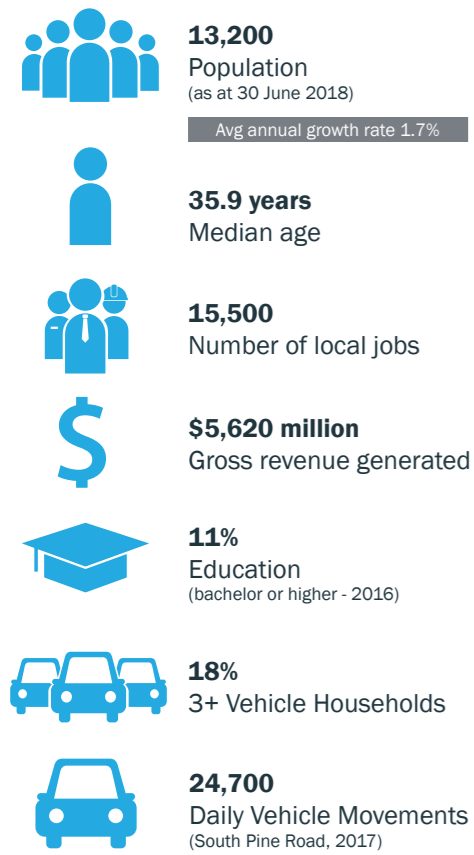 13,200
Population
(as at 30 June 2018)
Avg annual growth rate 1.7%
35.9 years
Median age
15,500
Number of local jobs
$5,620 million
Gross revenue generated
11%
Education
(bachelor or higher - 2016)
18%
3+ Vehicle Households
24,700
Daily Vehicle Movements
(South Pine Road, 2017)